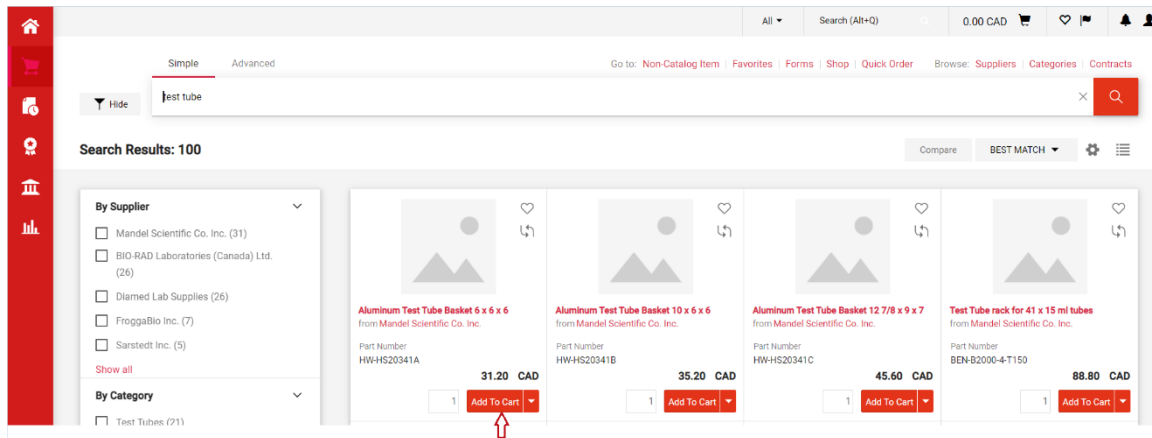 All
Search (Alt+Q)
0.00 CAD
Simple
Advanced
Go to: Non-Catalog Item | Favorites | Forms | Shop | Quick Order
Browse: Suppliers | Categories | Contracts
Hide
test tube
Search Results: 100
Compare
BEST MATCH
By Supplier
Mandel Scientific Co. Inc. (31)
BIO-RAD Laboratories (Canada) Ltd.
(26)
Diamed Lab Supplies (26)
FroggaBio Inc. (7)
Sarstedt Inc. (5)
Show all
By Category
Test Tubes (21)
Aluminum Test Tube Basket 6 x 6 x 6
from Mandel Scientific Co. Inc.
Part Number
HW-HS20341A
31.20 CAD
1 Add To Cart
Aluminum Test Tube Basket 10 x 6 x 6
from Mandel Scientific Co. Inc.
Part Number
HW-HS20341B
35.20 CAD
1 Add To Cart
Aluminum Test Tube Basket 12 7/8 x 9 x 7
from Mandel Scientific Co. Inc.
Part Number
HW-HS20341C
45.60 CAD
1 Add To Cart
Test Tube rack for 41 x 15 ml tubes
from Mandel Scientific Co. Inc.
Part Number
BEN-B2000-4-T150
88.80 CAD
1 Add To Cart